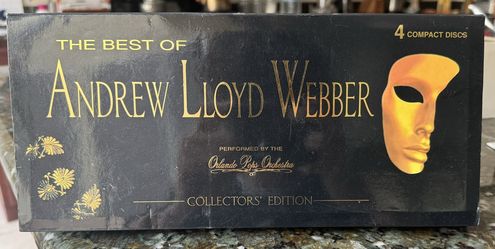 THE BEST OF
4 COMPACT DISCS
ANDREW LLOYD WEBBER
PERFORMED BY THE
Orlando Pops Orchestra
COLLECTORS' EDITION